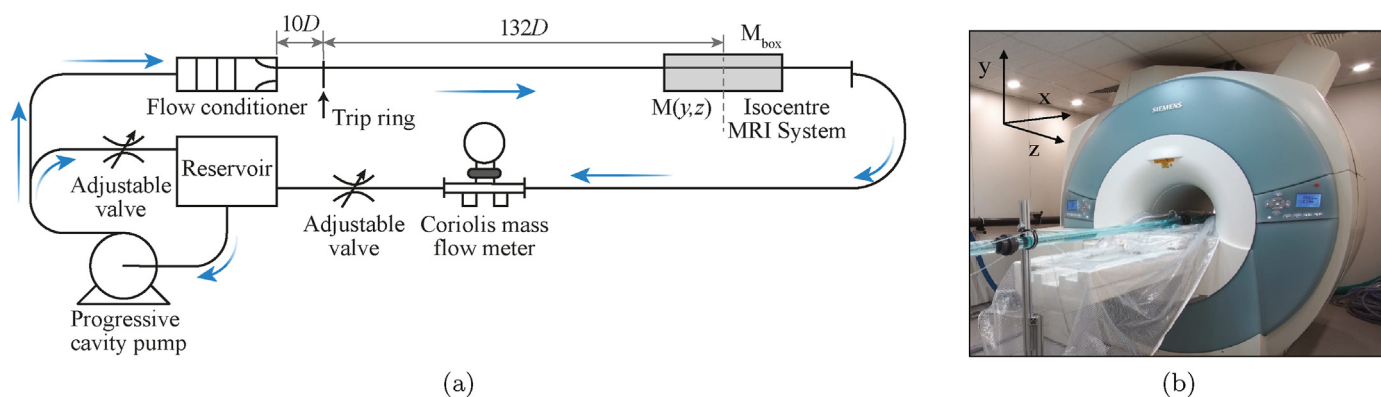 10D
132D
M_box
Flow conditioner
Trip ring
M(y,z)
Isocentre
MRI System
Adjustable
valve
Reservoir
Adjustable
valve
Coriolis mass
flow meter
Progressive
cavity pump
(a)
y
x
z
SIEMENS
(b)